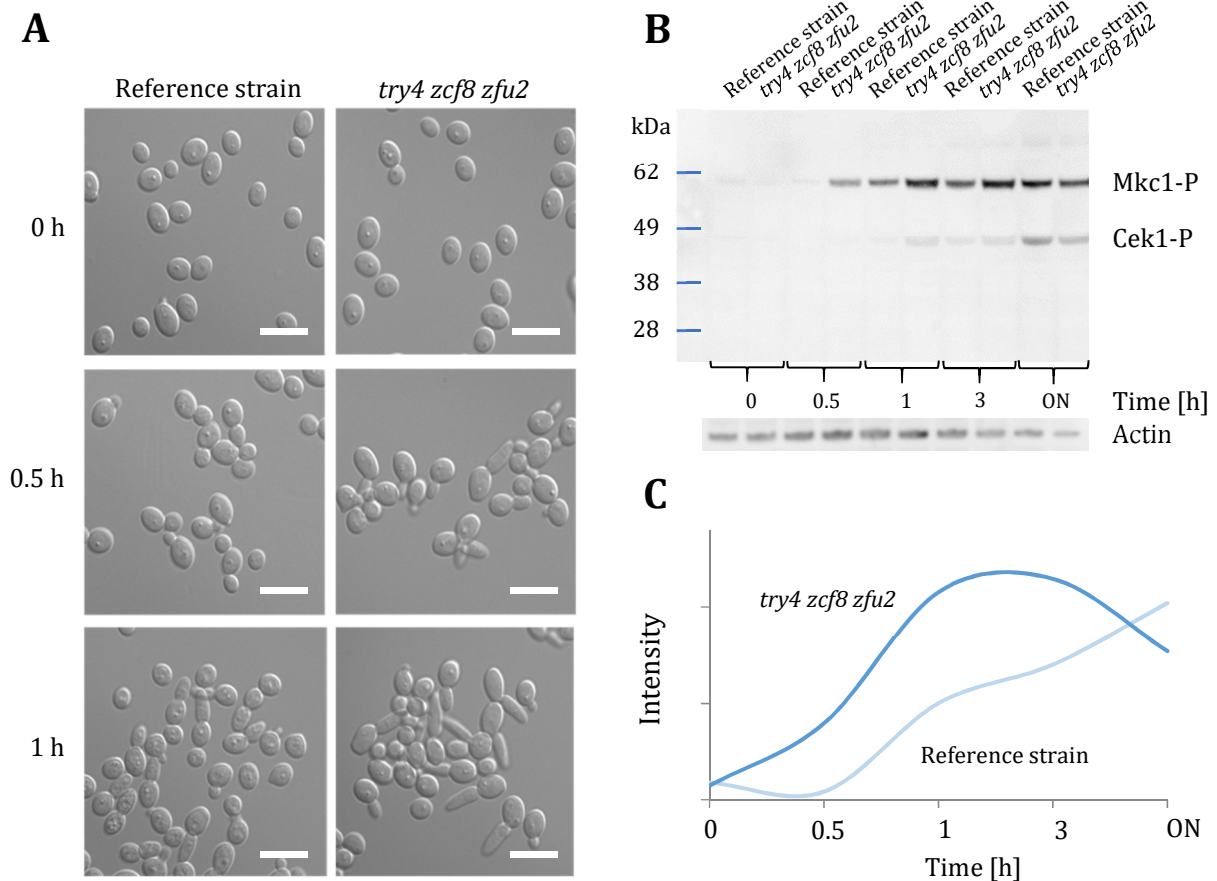 A
Reference strain
try4 zcf8 zfu2
0 h
0.5 h
1 h
B
Reference strain
try4 zcf8 zfu2
Reference strain
try4 zcf8 zfu2
Reference strain
try4 zcf8 zfu2
Reference strain
try4 zcf8 zfu2
Reference strain
try4 zcf8 zfu2
kDa
62
49
38
28
Mkc1-P
Cek1-P
0 0.5 1 3 ON Time [h]
Actin
C
Intensity
try4 zcf8 zfu2
Reference strain
0 0.5 1 3 ON
Time [h]